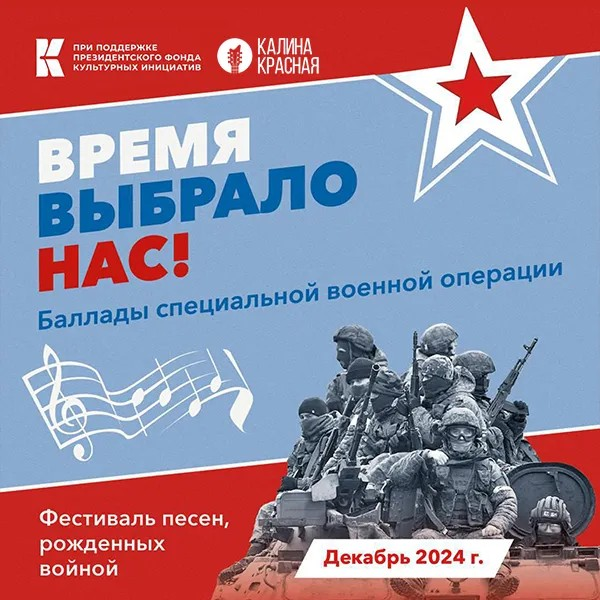 ПРИ ПОДДЕРЖКЕ
ПРЕЗИДЕНТСКОГО ФОНДА
КУЛЬТУРНЫХ ИНИЦИАТИВ
КАЛИНА
КРАСНАЯ
ВРЕМЯ
ВЫБРАЛО
НАС!
Баллады специальной военной операции
Фестиваль песен,
рожденных
войной
Декабрь 2024 г.